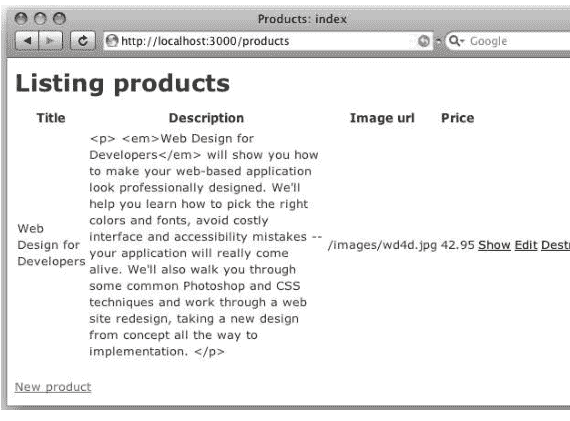 Products: index
http://localhost:3000/products
Google
Listing products
Title Description Image url Price
<p> <em>Web Design for
Developers</em> will show you how
to make your web-based application
look professionally designed. We'll
help you learn how to pick the right
colors and fonts, avoid costly
Web
Design for
Developers
interface and accessibility mistakes --
your application will really come
alive. We'll also walk you through
some common Photoshop and CSS
techniques and work through a web
site redesign, taking a new design
from concept all the way to
implementation. </p>
/images/wd4d.jpg 42.95 Show Edit Destr
New product